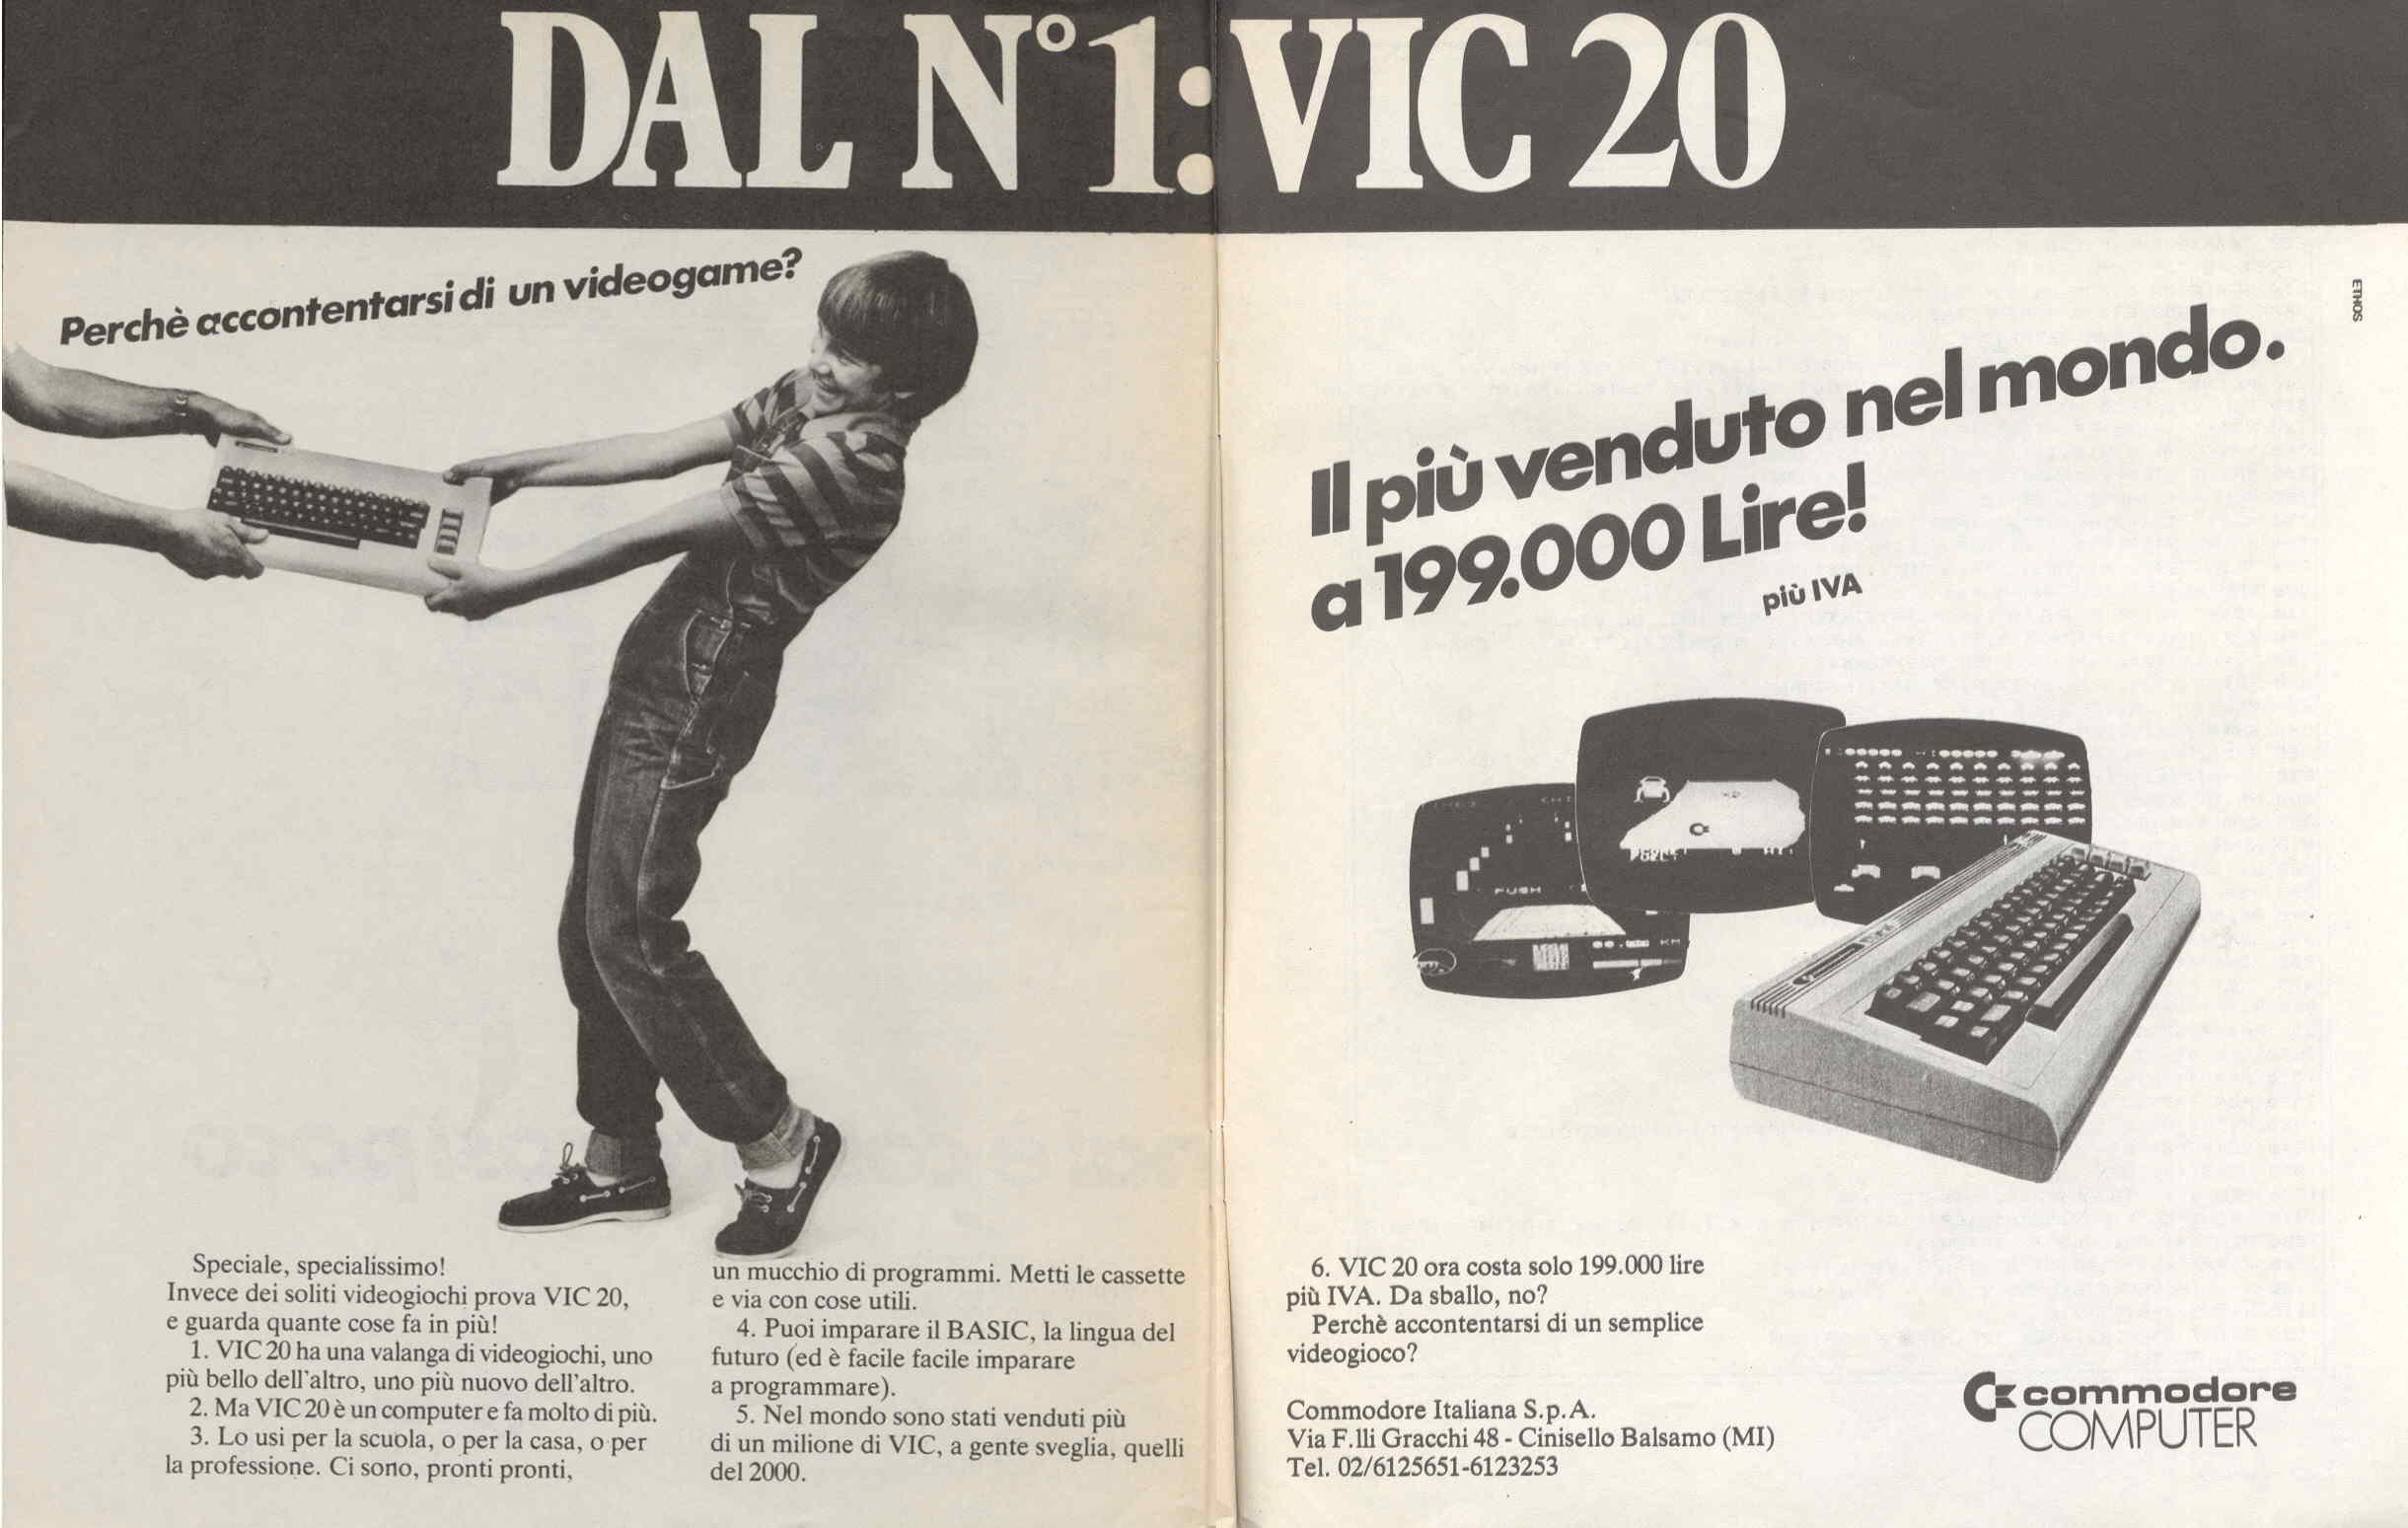 DAL N°1: VIC 20
Perchè accontentarsi di un videogame?
ETHOS
Il più venduto nel mondo.
a 199.000 Lire!
più IVA
PUSH
KM
Speciale, specialissimo!
Invece dei soliti videogiochi prova VIC 20,
e guarda quante cose fa in più!
1. VIC 20 ha una valanga di videogiochi, uno
più bello dell'altro, uno più nuovo dell'altro.
2. Ma VIC 20 è un computer e fa molto di più.
3. Lo usi per la scuola, o per la casa, o per
la professione. Ci sono, pronti pronti,
un mucchio di programmi. Metti le cassette
e via con cose utili.
4. Puoi imparare il BASIC, la lingua del
futuro (ed è facile facile imparare
a programmare).
5. Nel mondo sono stati venduti più
di un milione di VIC, a gente sveglia, quelli
del 2000.
6. VIC 20 ora costa solo 199.000 lire
più IVA. Da sballo, no?
Perchè accontentarsi di un semplice
videogioco?
Commodore Italiana S.p.A.
Via F.lli Gracchi 48 - Cinisello Balsamo (MI)
Tel. 02/6125651-6123253
commodore
COMPUTER